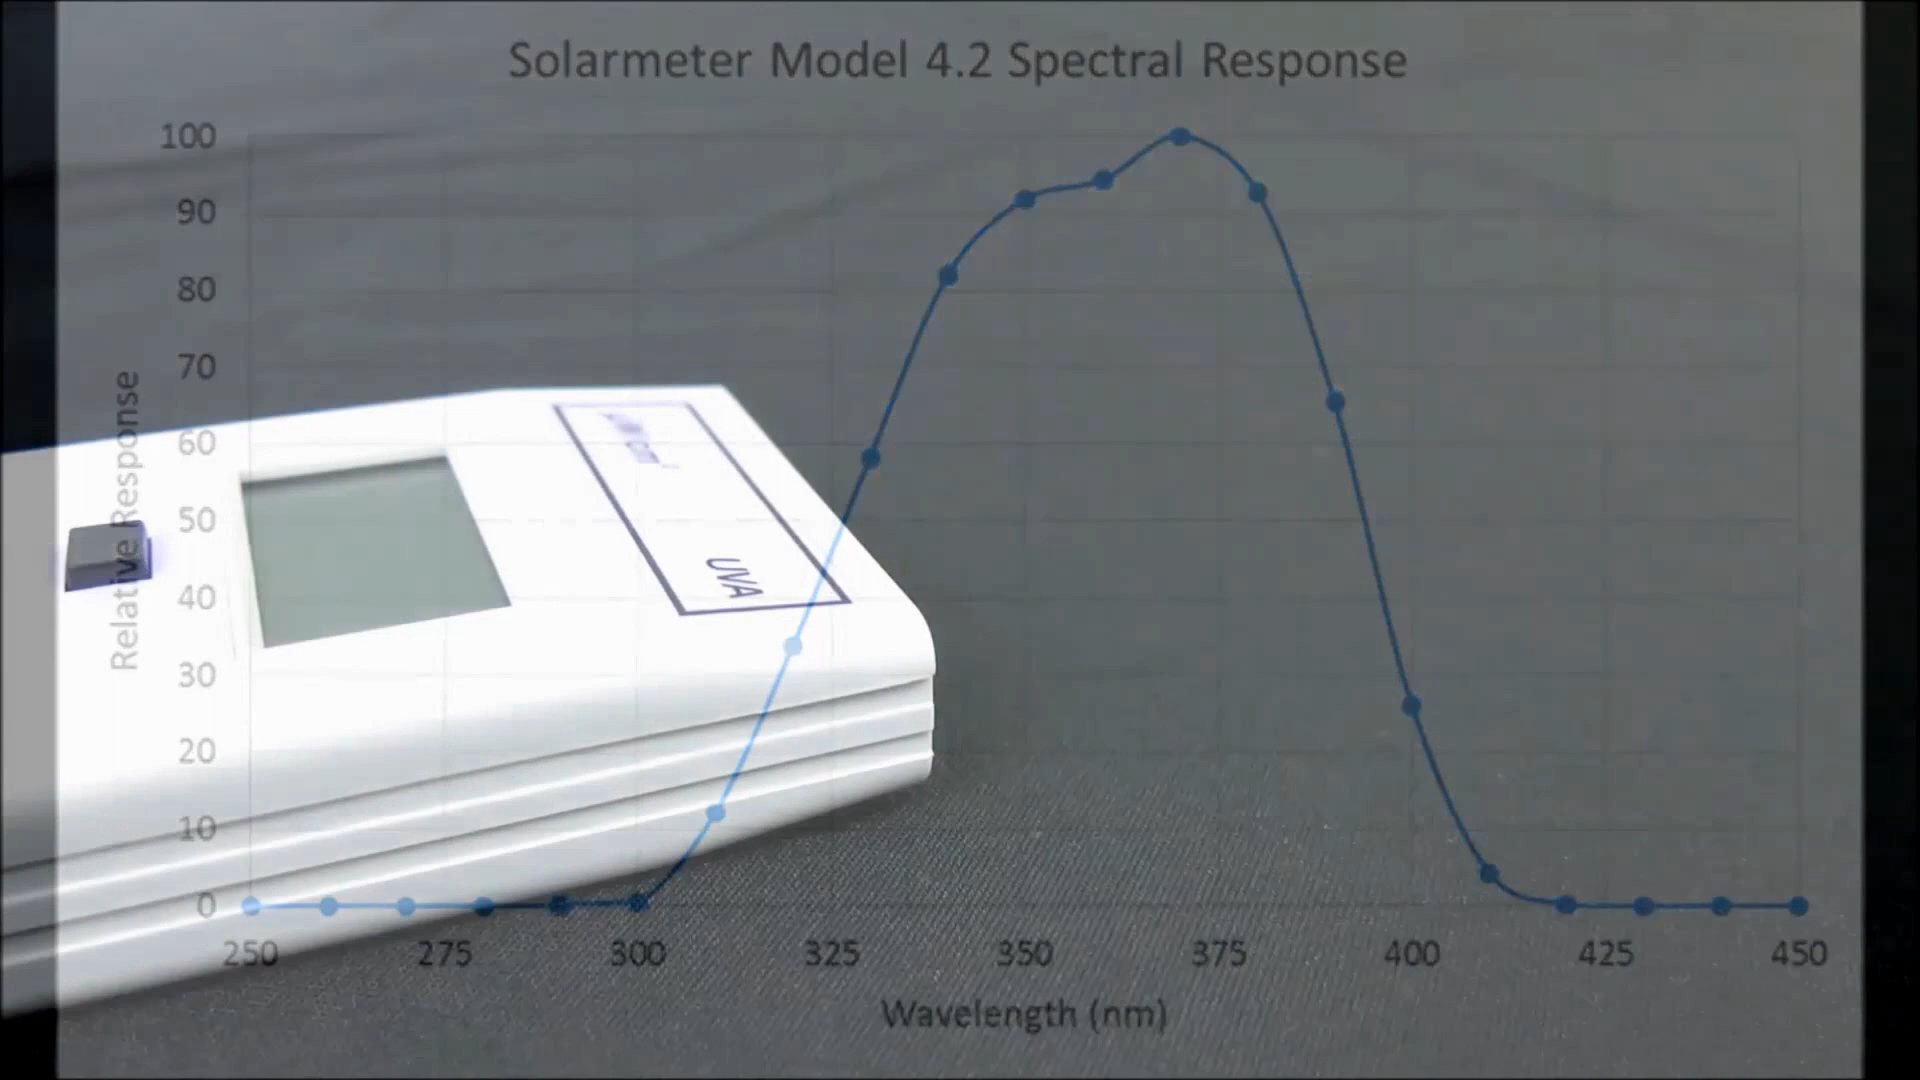 Solarmeter Model 4.2 Spectral Response
Relative Response
100
90
80
70
60
50
40
30
20
10
0
250 275 300 325 350 375 400 425 450
Wavelength (nm)
UVA